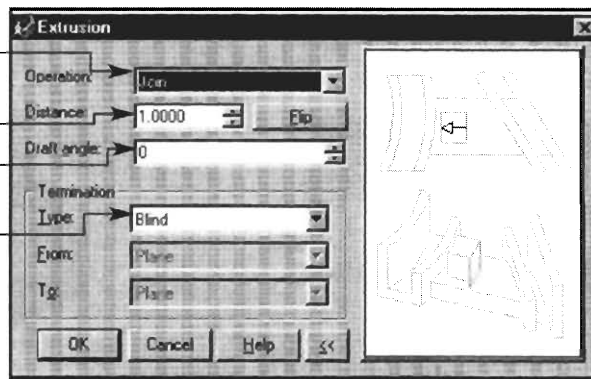 Extrusion
Operation: Join
Distance: 1.0000 Flip
Draft angle: 0
Termination
Type: Blind
From: Plane
To: Plane
OK Cancel Help <<